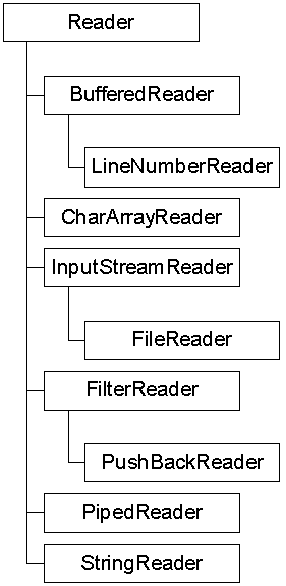 Reader
BufferedReader
LineNumberReader
CharArrayReader
InputStreamReader
FileReader
FilterReader
PushBackReader
PipedReader
StringReader